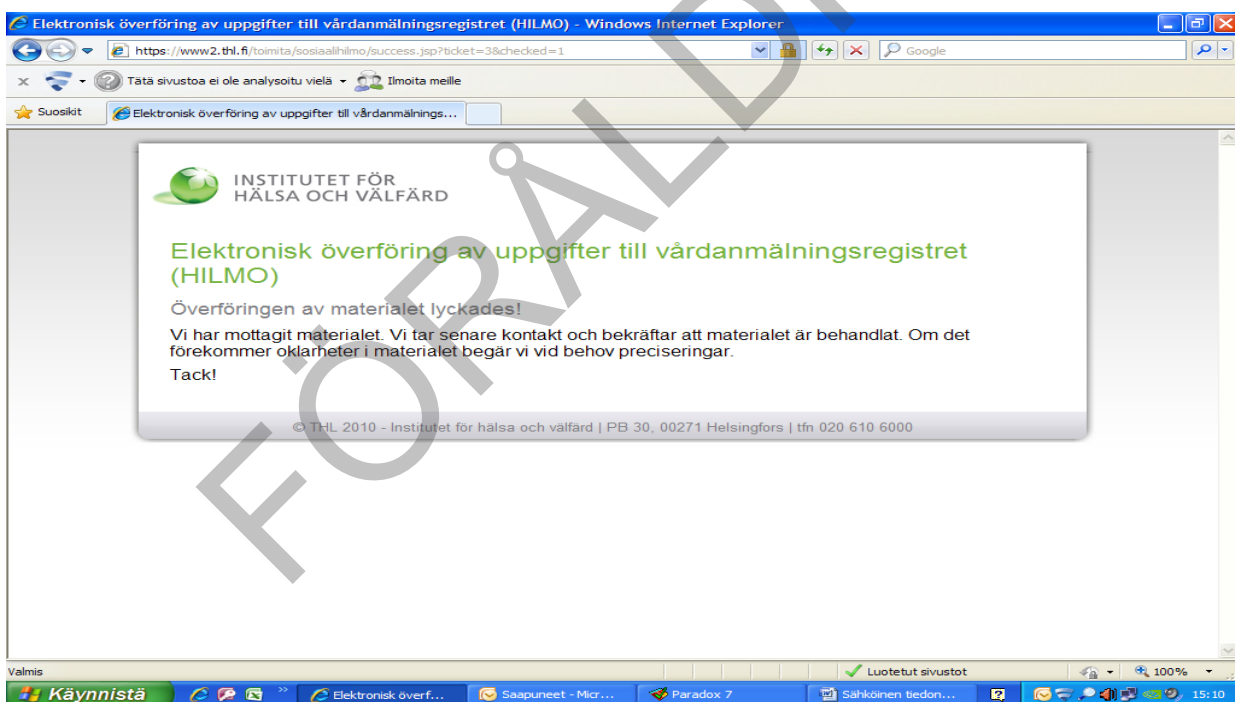 Elektronisk överföring av uppgifter till vårdanmälningsregistret (HILMO) - Windows Internet Explorer
https://www2.thl.fi/toimita/sosiaalihilmo/success.jsp?ticket=3&checked=1
Google
x Tätä sivustoa ei ole analysoitu vielä Ilmoita meille
Suosikit
Elektronisk överföring av uppgifter till vårdanmälnings...
INSTITUTET FÖR
HÄLSA OCH VÄLFÄRD
Elektronisk överföring av uppgifter till vårdanmälningsregistret
(HILMO)
Överföringen av materialet lyckades!
Vi har mottagit materialet. Vi tar senare kontakt och bekräftar att materialet är behandlat. Om det
förekommer oklarheter i materialet begär vi vid behov preciseringar.
Tack!
© THL 2010 - Institutet för hälsa och välfärd | PB 30, 00271 Helsingfors | tfn 020 610 6000
FÖRÅLD
Valmis
Luotetut sivustot
100%
Käynnistä
Elektronisk överf...
Saapuneet - Micr...
Paradox 7
Sähköinen tiedon...
15:10